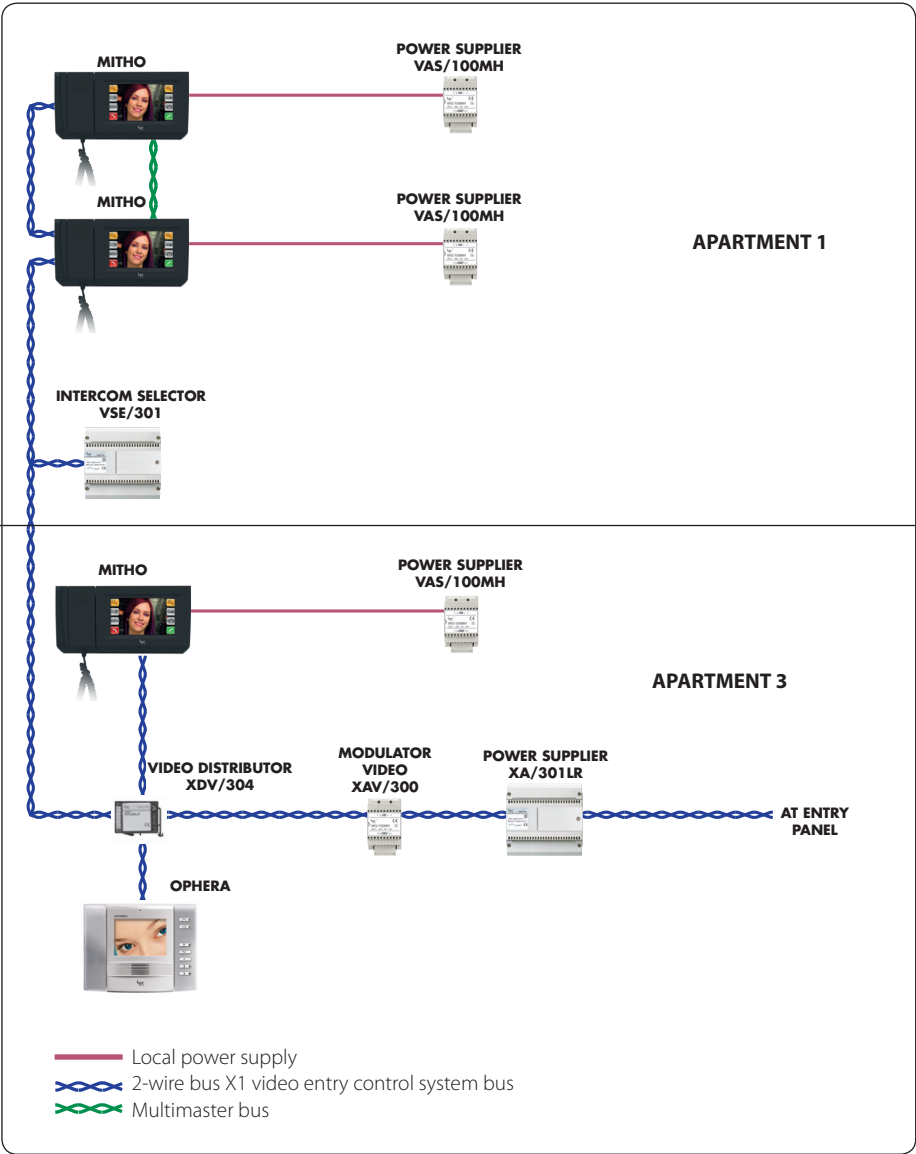 MITHO
POWER SUPPLIER
VAS/100MH
MITHO
POWER SUPPLIER
VAS/100MH
APARTMENT 1
INTERCOM SELECTOR
VSE/301
MITHO
POWER SUPPLIER
VAS/100MH
APARTMENT 3
VIDEO DISTRIBUTOR
XDV/304
MODULATOR
VIDEO
XAV/300
POWER SUPPLIER
XA/301LR
AT ENTRY
PANEL
OPHERA
Local power supply
2-wire bus X1 video entry control system bus
Multimaster bus